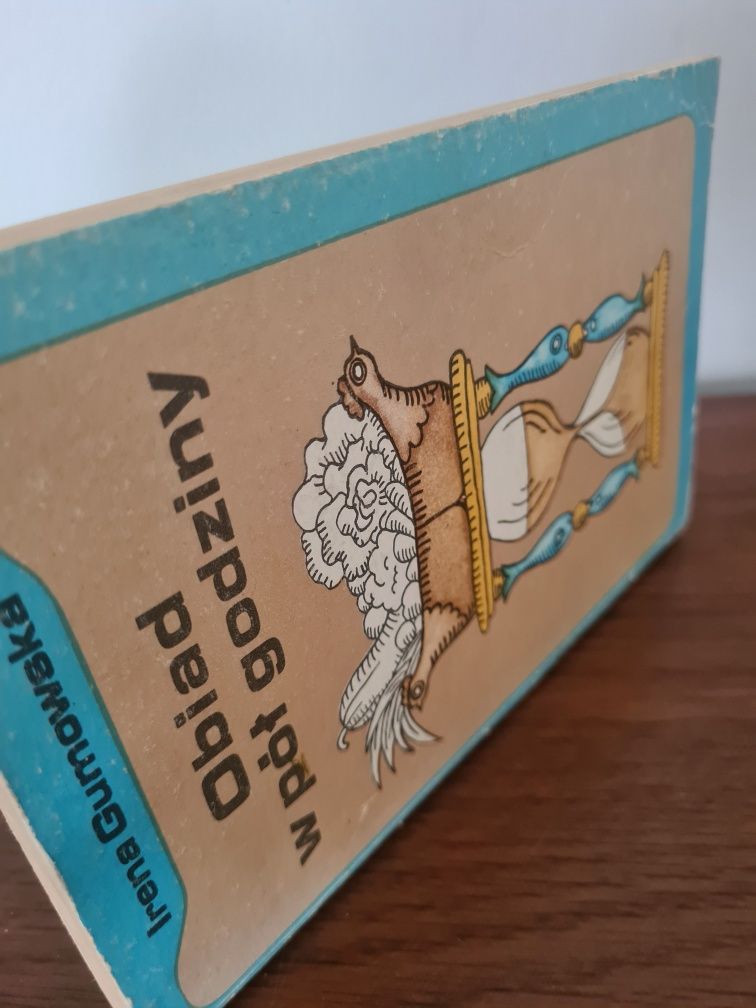 Irena Gumowska
Obiad
w pół godziny